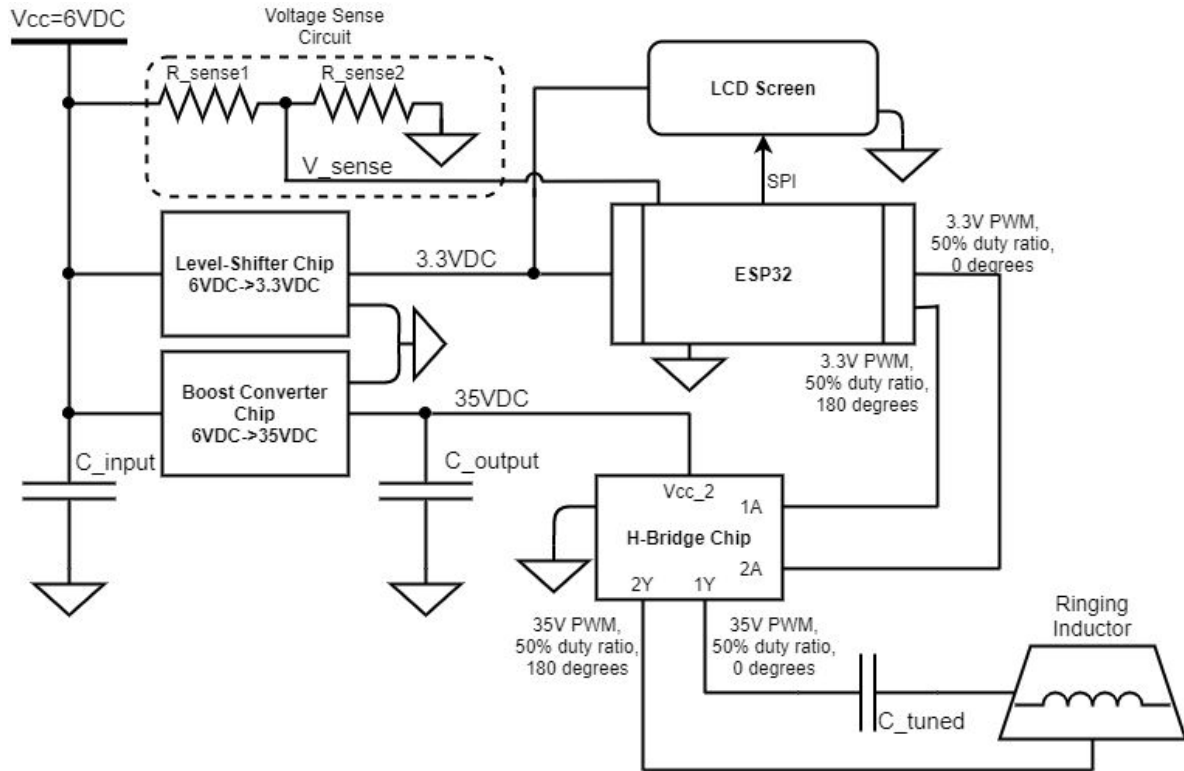 Vcc=6VDC
Voltage Sense
Circuit
R_sense1
R_sense2
V_sense
LCD Screen
SPI
Level-Shifter Chip
6VDC->3.3VDC
3.3VDC
ESP32
3.3V PWM,
50% duty ratio,
0 degrees
3.3V PWM,
50% duty ratio,
180 degrees
Boost Converter
Chip
6VDC->35VDC
35VDC
C_input
C_output
Vcc_2
1A
H-Bridge Chip
2A
2Y
1Y
35V PWM,
50% duty ratio,
180 degrees
35V PWM,
50% duty ratio,
0 degrees
C_tuned
Ringing
Inductor